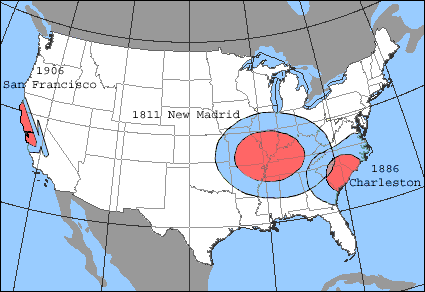 1906
San Francisco
1811 New Madrid
1886
Charleston